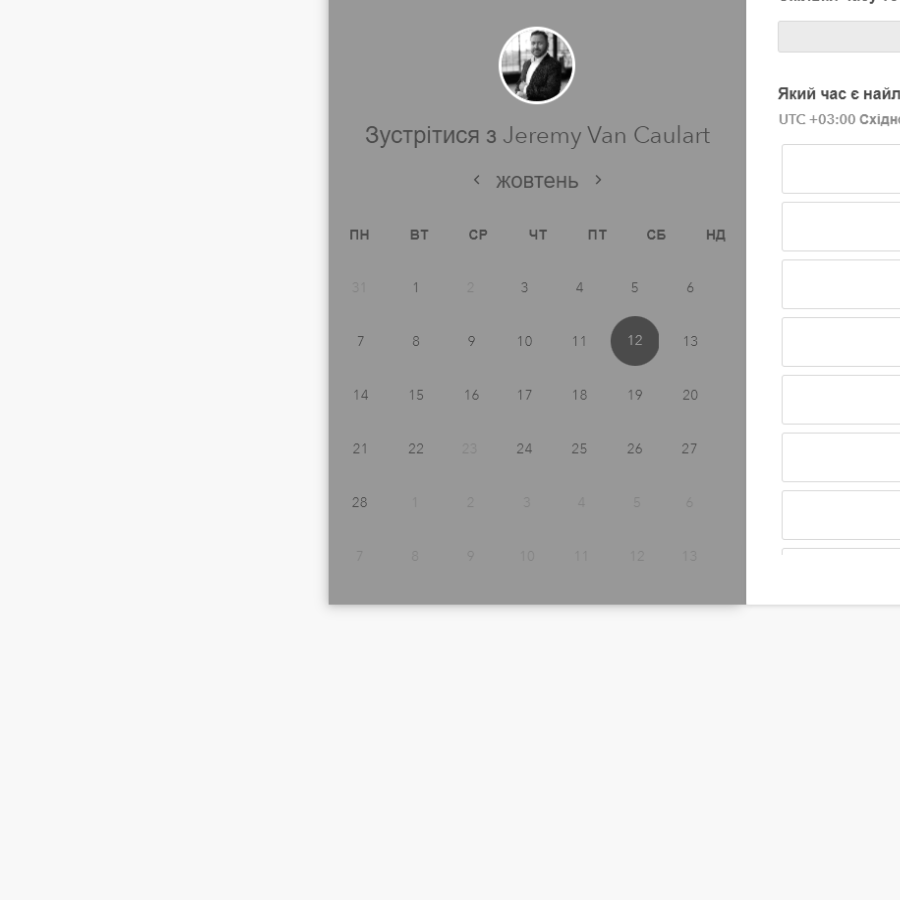 Зустрітися з Jeremy Van Caulart
жовтень
ПН ВТ СР ЧТ ПТ СБ НД
31 1 2 3 4 5 6
7 8 9 10 11 12 13
14 15 16 17 18 19 20
21 22 23 24 25 26 27
28 1 2 3 4 5 6
7 8 9 10 11 12 13
Який час є
UTC +03:00